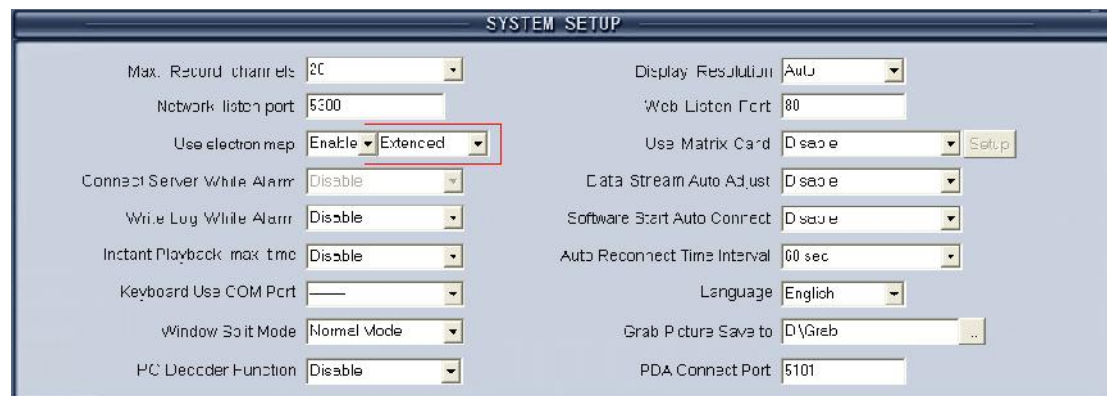 SYSTEM SETUP
Max. Record channels 20 Display Resolution Auto
Network listen port 5300 Web Listen Port 80
Use electron map Enable Extended Use Matrix Card Disable Setup
Connect Server While Alarm Disable Data Stream Auto Adjust Disable
Write Log While Alarm Disable Software Start Auto Connect Disable
Instant Playback max time Disable Auto Reconnect Time Interval 60 sec
Keyboard Use COM Port ------- Language English
Window Split Mode Normal Mode Grab Picture Save to D:\Grab ...
PC Decoder Function Disable PDA Connect Port 5101